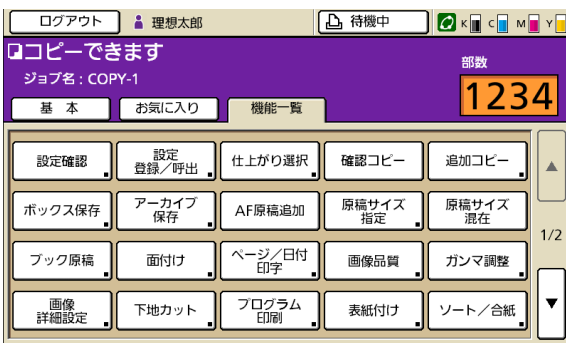 ログアウト 理想太郎 待機中 K C M Y
コピーできます
ジョブ名：COPY-1
部数
1234
基 本 お気に入り 機能一覧
設定確認 設定 登録／呼出 仕上がり選択 確認コピー 追加コピー
ボックス保存 アーカイブ 保存 AF原稿追加 原稿サイズ 指定 原稿サイズ 混在
1/2
ブック原稿 面付け ページ／日付 印字 画像品質 ガンマ調整
画像 詳細設定 下地カット プログラム 印刷 表紙付け ソート／合紙